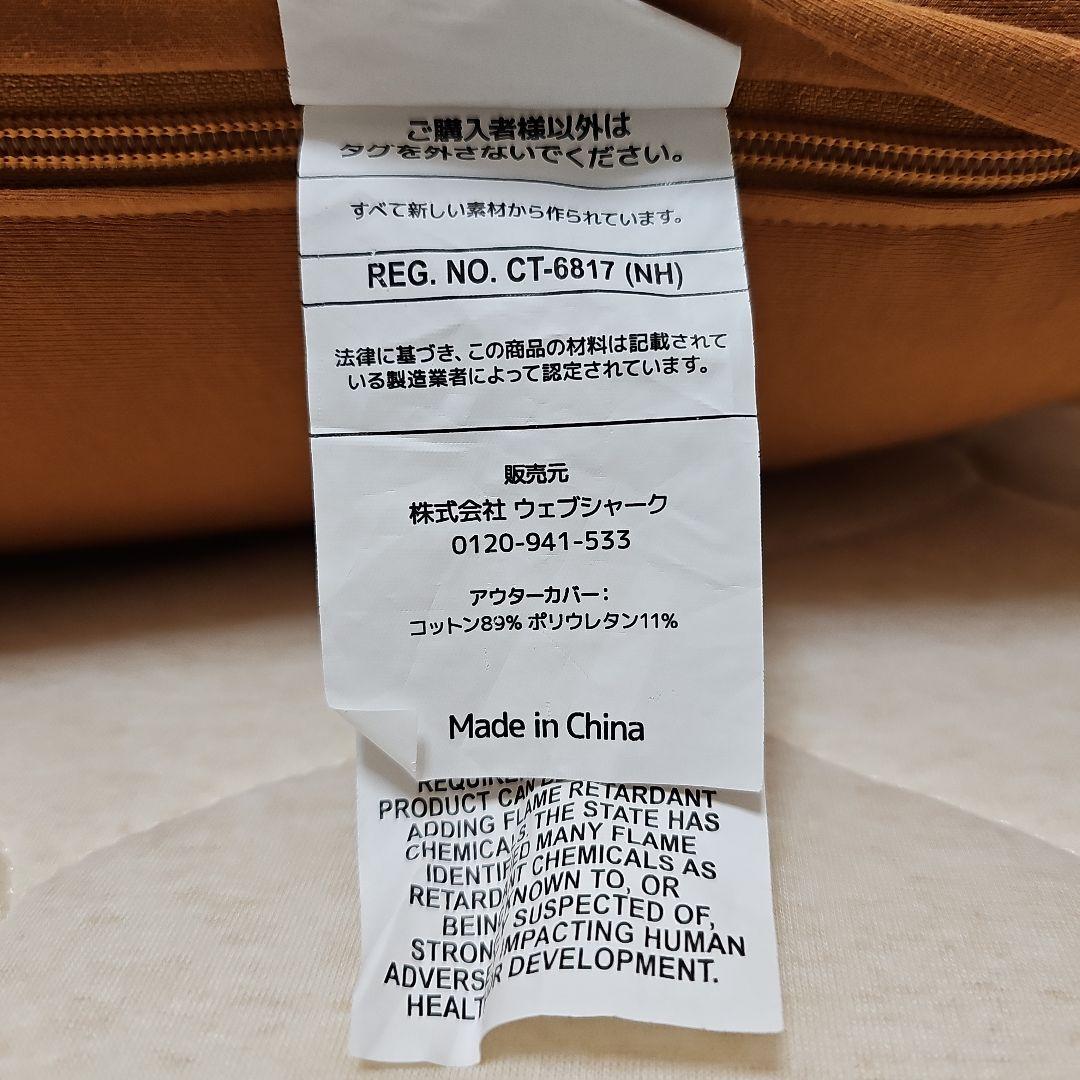 ご購入者様以外は
タグを外さないでください。
すべて新しい素材から作られています。
REG. NO. CT-6817 (NH)
法律に基づき、この商品の材料は記載されて
いる製造業者によって認定されています。
販売元
株式会社 ウェブシャーク
0120-941-533
アウターカバー：
コットン89% ポリウレタン11%
Made in China
PRODUCT CAN
ADDING FLAME RETARDANT
CHEMICALS. THE STATE HAS
IDENTIFIED MANY FLAME
RETARDANT CHEMICALS AS
BEING KNOWN TO, OR
STRONGLY SUSPECTED OF,
ADVERSELY IMPACTING HUMAN
HEALTH OR DEVELOPMENT.